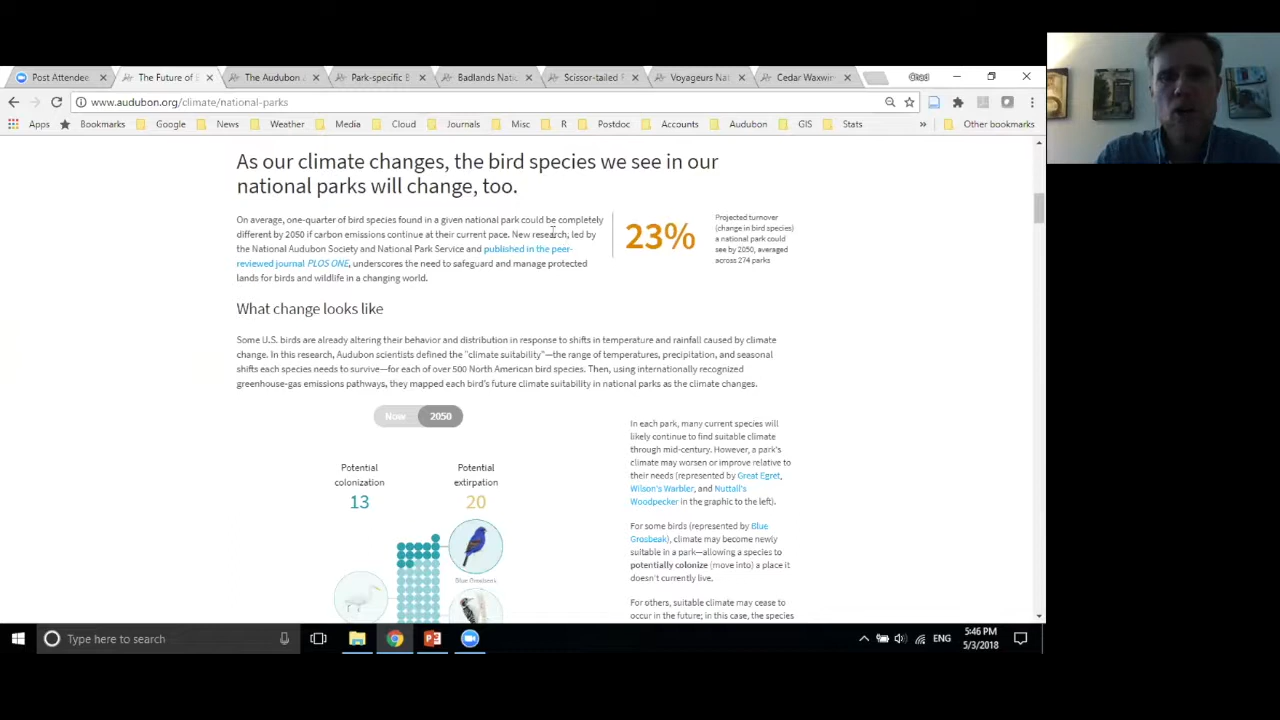 Post Attendee
The Future of B
The Audubon
Park-specific B
Badlands Natio
Scissor-tailed F
Voyageurs Nat
Cedar Waxwin
Chad
www.audubon.org/climate/national-parks
Apps
Bookmarks
Google
News
Weather
Media
Cloud
Journals
Misc
R
Postdoc
Accounts
Audubon
GIS
Stats
»
Other bookmarks
As our climate changes, the bird species we see in our
national parks will change, too.
On average, one-quarter of bird species found in a given national park could be completely
different by 2050 if carbon emissions continue at their current pace. New research, led by
the National Audubon Society and National Park Service and published in the peer-
reviewed journal PLOS ONE, underscores the need to safeguard and manage protected
lands for birds and wildlife in a changing world.
23%
Projected turnover
(change in bird species)
a national park could
see by 2050, averaged
across 274 parks
What change looks like
Some U.S. birds are already altering their behavior and distribution in response to shifts in temperature and rainfall caused by climate
change. In this research, Audubon scientists defined the "climate suitability"—the range of temperatures, precipitation, and seasonal
shifts each species needs to survive—for each of over 500 North American bird species. Then, using internationally recognized
greenhouse-gas emissions pathways, they mapped each bird's future climate suitability in national parks as the climate changes.
Now
2050
Potential
colonization
13
Potential
extirpation
20
Blue Grosbeak
In each park, many current species will
likely continue to find suitable climate
through mid-century. However, a park's
climate may worsen or improve relative to
their needs (represented by Great Egret,
Wilson's Warbler, and Nuttall's
Woodpecker in the graphic to the left).
For some birds (represented by Blue
Grosbeak), climate may become newly
suitable in a park—allowing a species to
potentially colonize (move into) a place it
doesn't currently live.
For others, suitable climate may cease to
occur in the future; in this case, the species
Type here to search
ENG
5:46 PM
5/3/2018